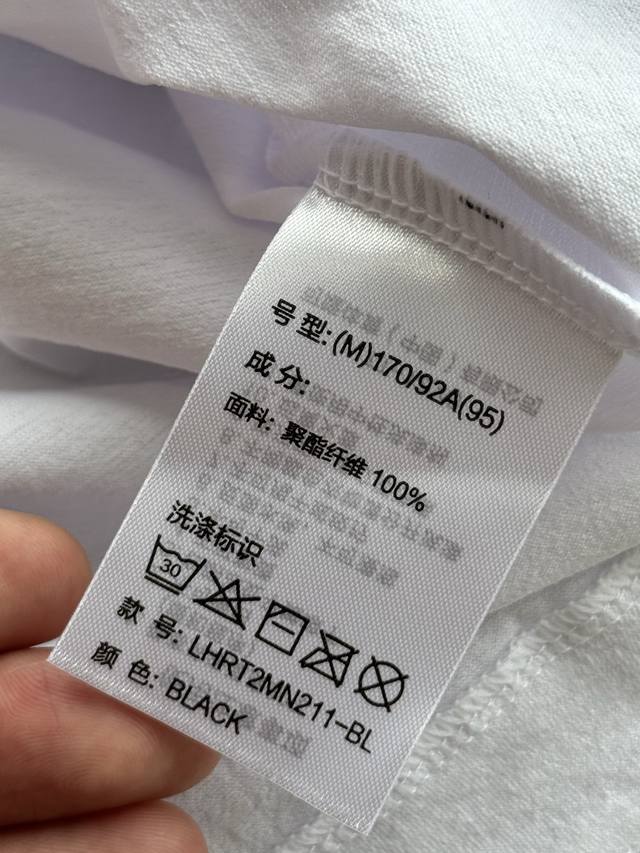 号 型: (M)170/92A(95)
成 分:
面料: 聚酯纤维 100%
洗涤标识
30
款 号: LHRT2MN211-BL
颜 色: BLACK